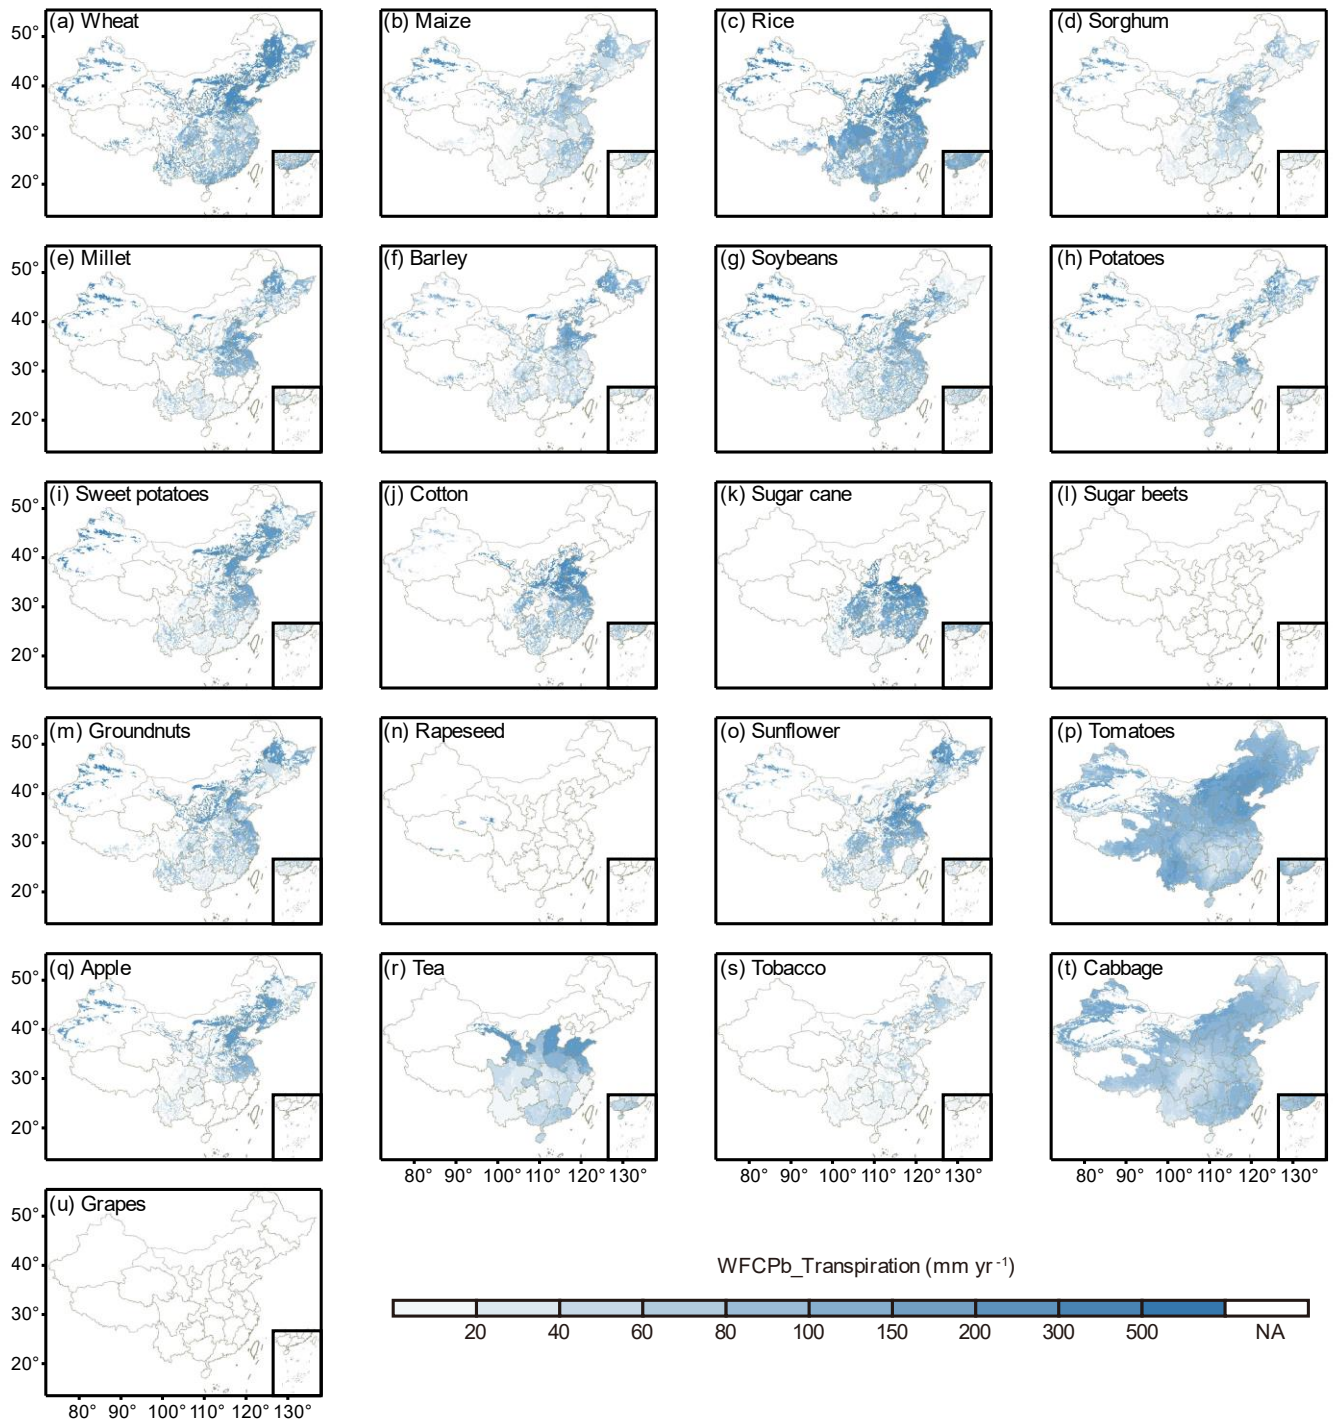 (a) Wheat
(b) Maize
(c) Rice
(d) Sorghum
50°
40°
30°
20°
(e) Millet
(f) Barley
(g) Soybeans
(h) Potatoes
50°
40°
30°
20°
(i) Sweet potatoes
(j) Cotton
(k) Sugar cane
(l) Sugar beets
50°
40°
30°
20°
(m) Groundnuts
(n) Rapeseed
(o) Sunflower
(p) Tomatoes
50°
40°
30°
20°
(q) Apple
(r) Tea
(s) Tobacco
(t) Cabbage
50°
40°
30°
20°
80° 90° 100° 110° 120° 130°
80° 90° 100° 110° 120° 130°
80° 90° 100° 110° 120° 130°
(u) Grapes
50°
40°
30°
20°
80° 90° 100° 110° 120° 130°
WFCPb_Transpiration (mm yr⁻¹)
20 40 60 80 100 150 200 300 500 NA